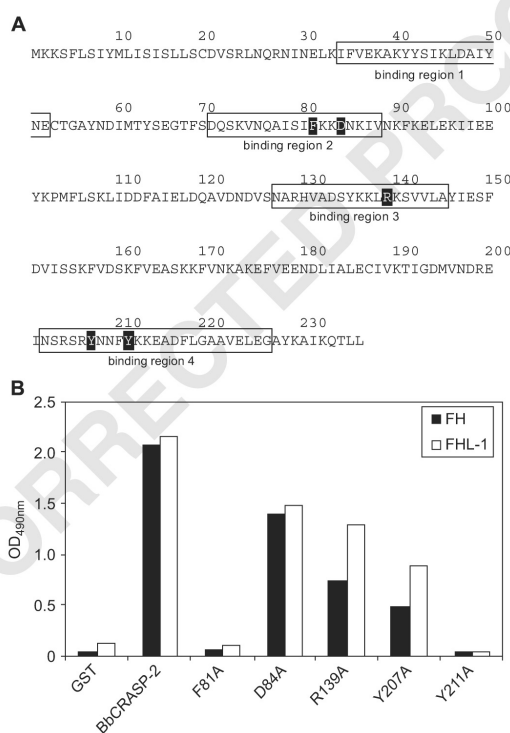 A
10 20 30 40 50
MKKSFLSIYMLISISLLSCDVSRLNQRNINELKIFVEKAKYYSIKLDAIY
binding region 1
60 70 80 90 100
NECTGAYNDIMTYSEGTFSDQSKVNQAISIFKKDNKIVNKFKELEKIIEE
binding region 2
110 120 130 140 150
YKPMFLSKLIDDFAIELDQAVDNDVSNARHVADSYKKLRKSVVLAYIESF
binding region 3
160 170 180 190 200
DVISSKFVDSKFVEASKKFVNKAKEFVEENDLIALECIVKTIGDMVNDRE
210 220 230
INSRSRYNNFYKKEADFLGAAVELEGAYKAIKQTLL
binding region 4
B
2.5
2.0
1.5
1.0
0.5
0
OD490nm
FH
FHL-1
GST
BbCRASP-2
F81A
D84A
R139A
Y207A
Y211A
ORRECTED